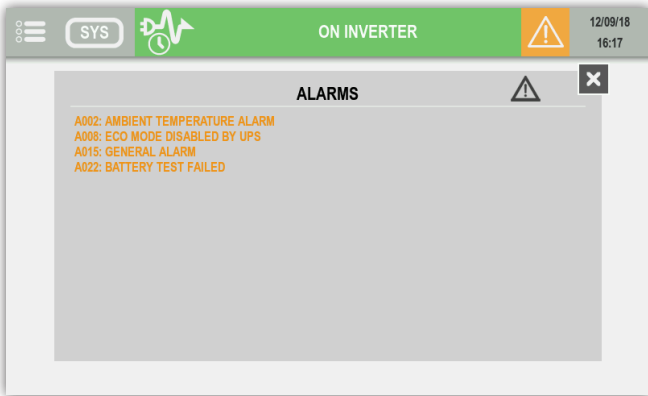 SYS
ON INVERTER
12/09/18
16:17
ALARMS
A002: AMBIENT TEMPERATURE ALARM
A008: ECO MODE DISABLED BY UPS
A015: GENERAL ALARM
A022: BATTERY TEST FAILED